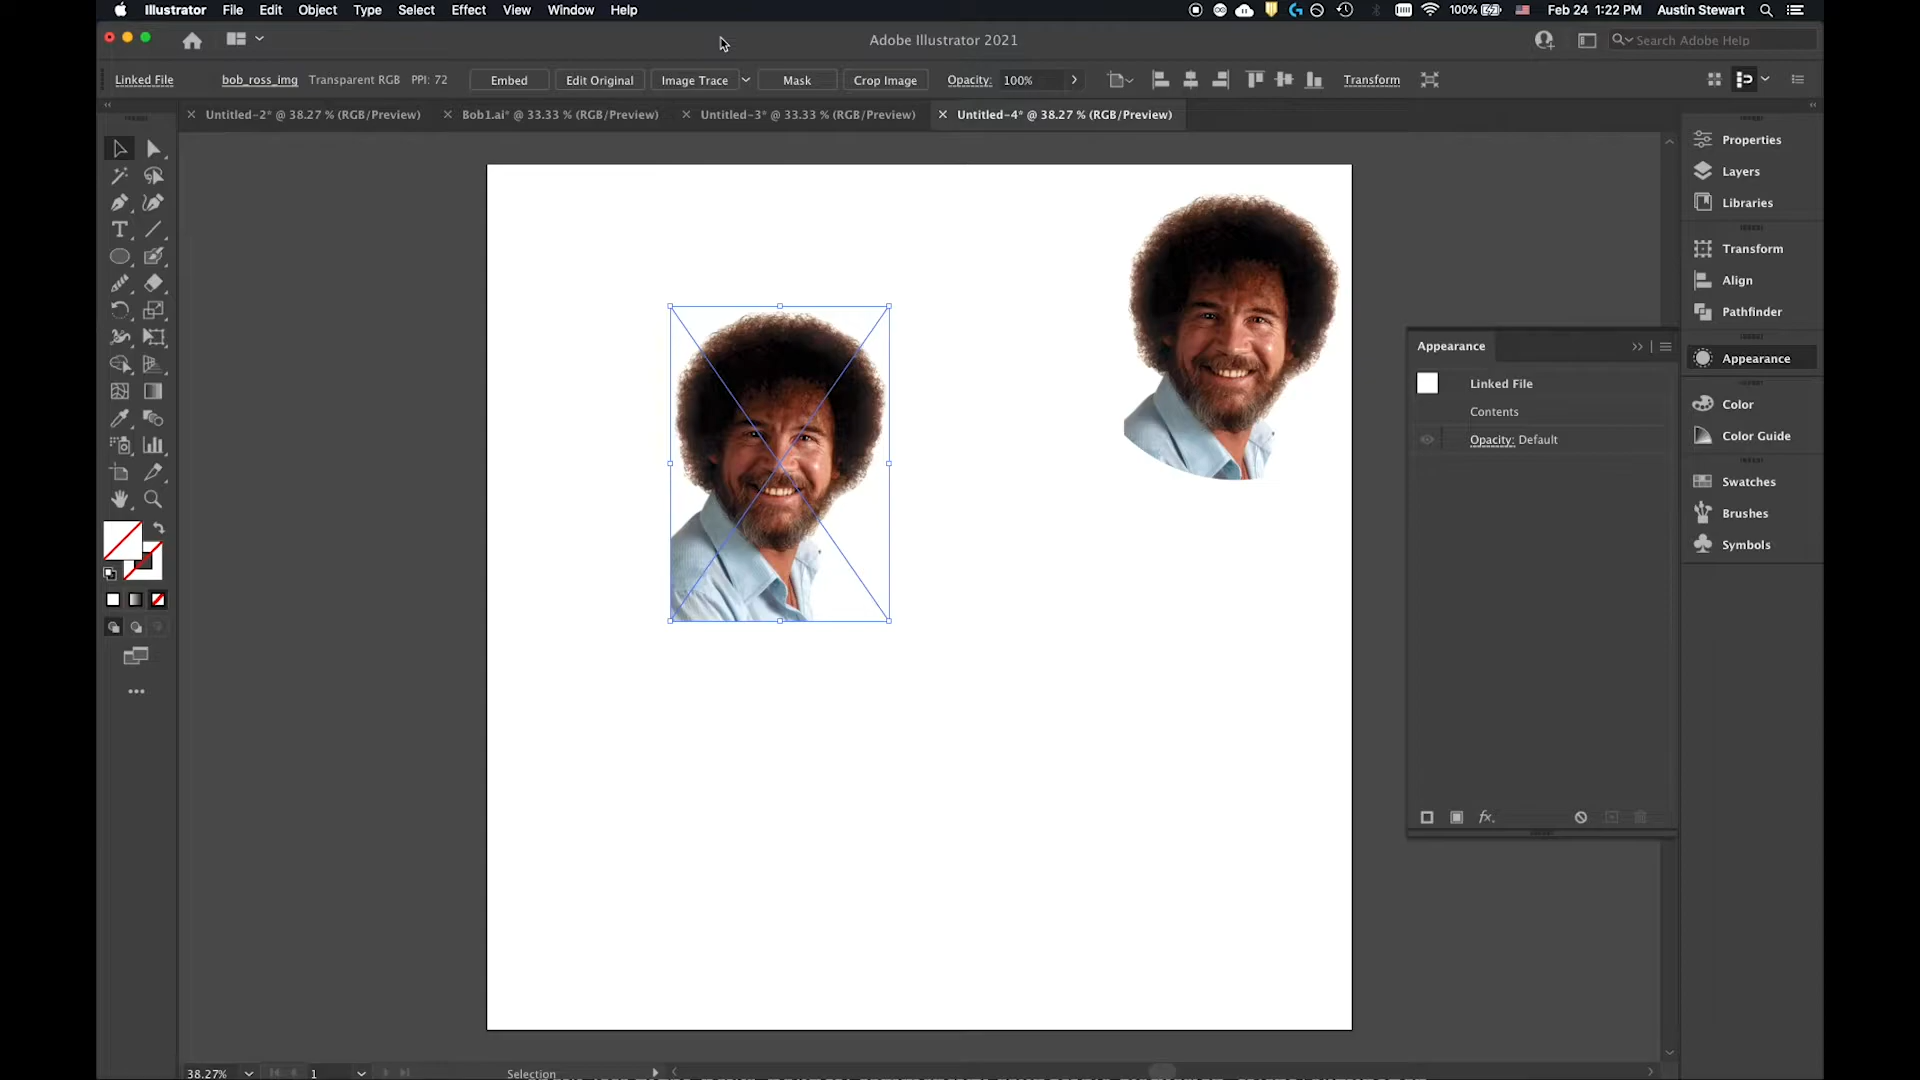 Illustrator File Edit Object Type Select Effect View Window Help 100% Feb 24 1:22 PM Austin Stewart
Adobe Illustrator 2021 Search Adobe Help
Linked File bob_ross_img Transparent RGB PPI: 72 Embed Edit Original Image Trace Mask Crop Image Opacity: 100% Transform
Untitled-2* @ 38.27 % (RGB/Preview) Bob1.ai* @ 33.33 % (RGB/Preview) Untitled-3* @ 33.33 % (RGB/Preview) Untitled-4* @ 38.27 % (RGB/Preview)
Properties
Layers
Libraries
Transform
Align
Pathfinder
Appearance
Color
Color Guide
Swatches
Brushes
Symbols
Appearance
Linked File
Contents
Opacity: Default
fx.
38.27% 1 Selection